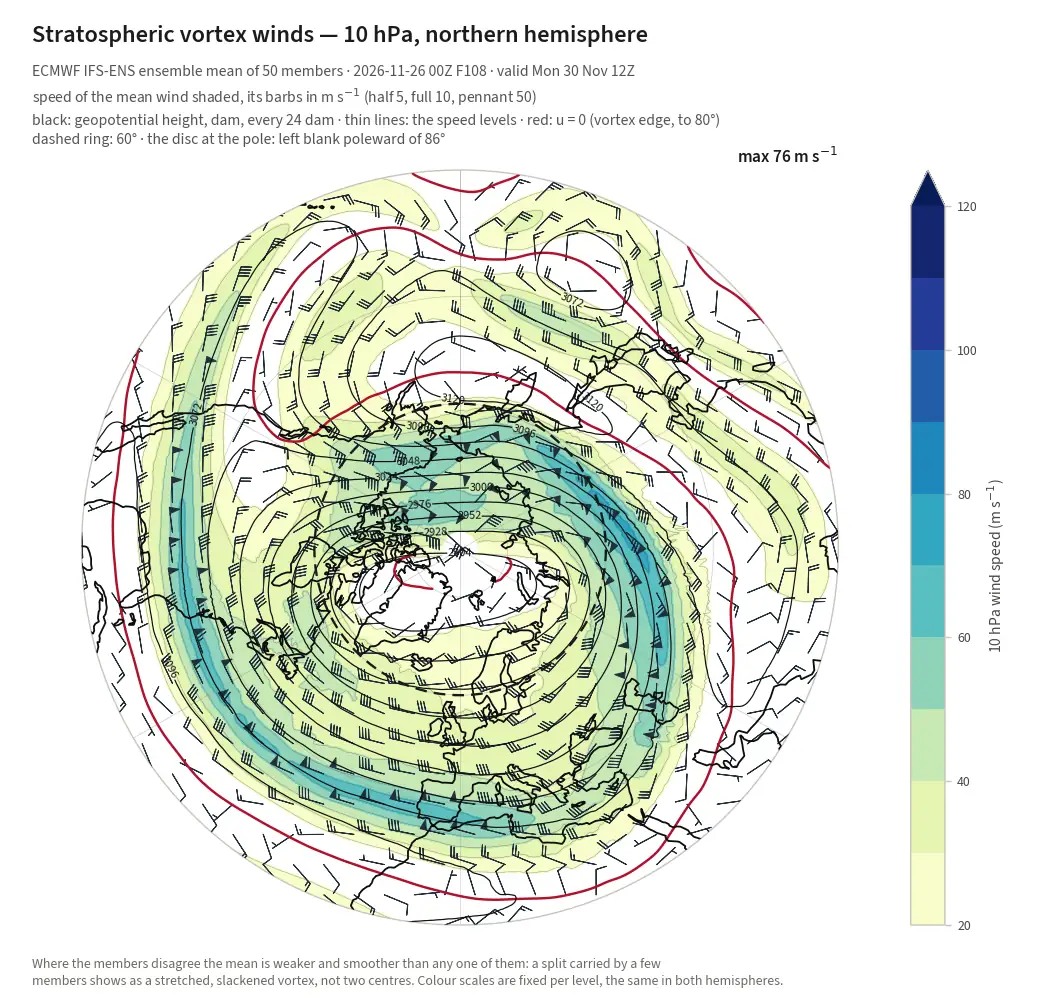 Stratospheric vortex winds — 10 hPa, northern hemisphere
ECMWF IFS-ENS ensemble mean of 50 members · 2026-11-26 00Z F108 · valid Mon 30 Nov 12Z
speed of the mean wind shaded, its barbs in m s⁻¹ (half 5, full 10, pennant 50)
black: geopotential height, dam, every 24 dam · thin lines: the speed levels · red: u = 0 (vortex edge, to 80°)
dashed ring: 60° · the disc at the pole: left blank poleward of 86°
max 76 m s⁻¹
120
100
80
60
40
20
10 hPa wind speed (m s⁻¹)
3072
3120
3120
3072
3096
3048
3024
3000
2976
2952
2928
3096
Where the members disagree the mean is weaker and smoother than any one of them: a split carried by a few
members shows as a stretched, slackened vortex, not two centres. Colour scales are fixed per level, the same in both hemispheres.